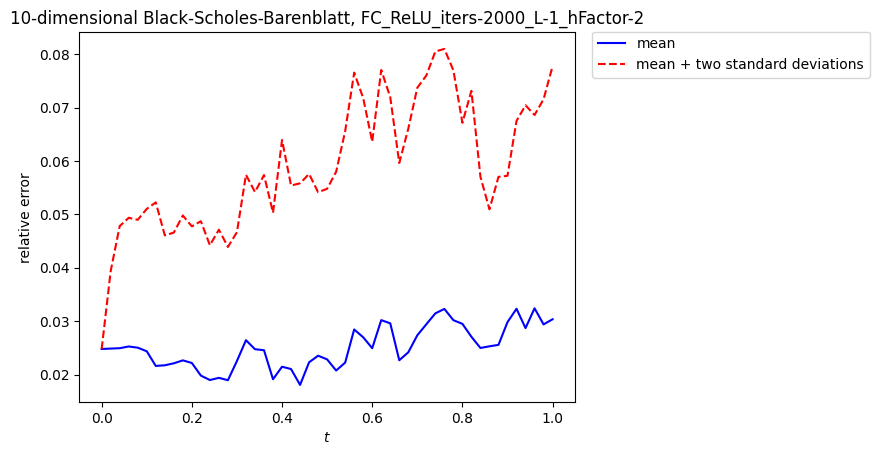 10-dimensional Black-Scholes-Barenblatt, FC_ReLU_iters-2000_L-1_hFactor-2
mean
mean + two standard deviations
relative error
0.08
0.07
0.06
0.05
0.04
0.03
0.02
0.0 0.2 0.4 0.6 0.8 1.0
t